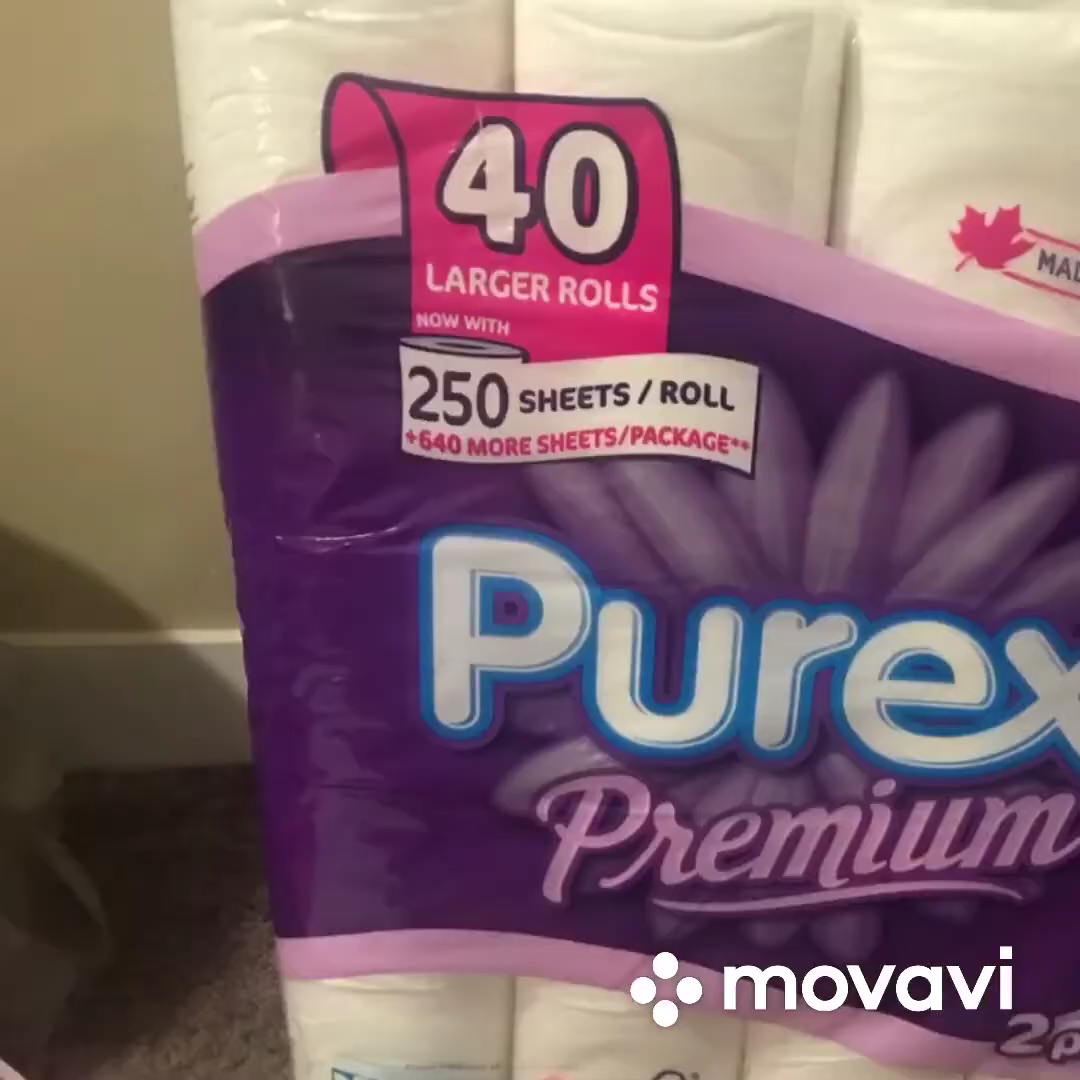 40
LARGER ROLLS
NOW WITH
250 SHEETS / ROLL
+640 MORE SHEETS/PACKAGE**
Purex
Premium
movavi